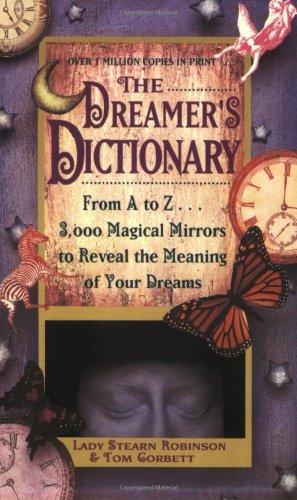 OVER 1 MILLION COPIES IN PRINT
THE
DREAMER'S
DICTIONARY
From A to Z...
3,000 Magical Mirrors
to Reveal the Meaning
of Your Dreams
LADY STEARN ROBINSON
& TOM CORBETT